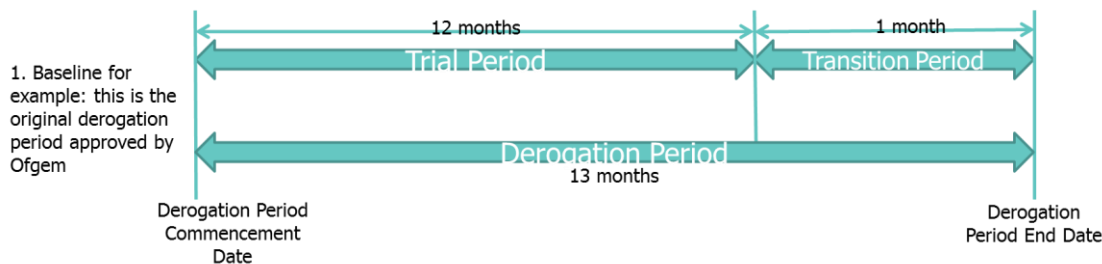 12 months
1 month
Trial Period
Transition Period
1. Baseline for
example: this is the
original derogation
period approved by
Ofgem
Derogation Period
13 months
Derogation Period
Commencement
Date
Derogation
Period End Date